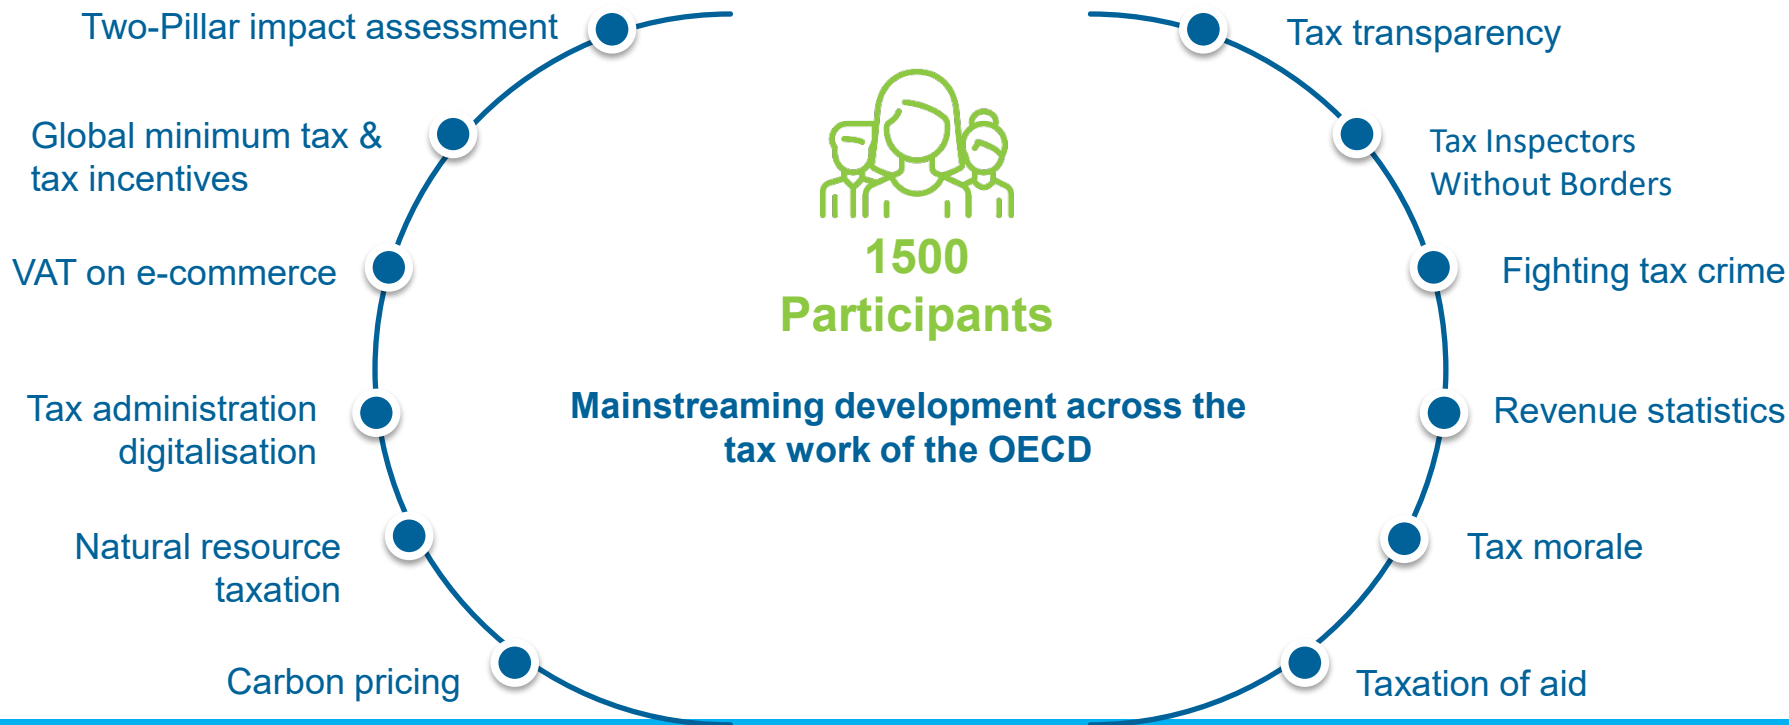 Two-Pillar impact assessment
Global minimum tax &
tax incentives
VAT on e-commerce
Tax administration
digitalisation
Natural resource
taxation
Carbon pricing
1500
Participants
Mainstreaming development across the
tax work of the OECD
Tax transparency
Tax Inspectors
Without Borders
Fighting tax crime
Revenue statistics
Tax morale
Taxation of aid